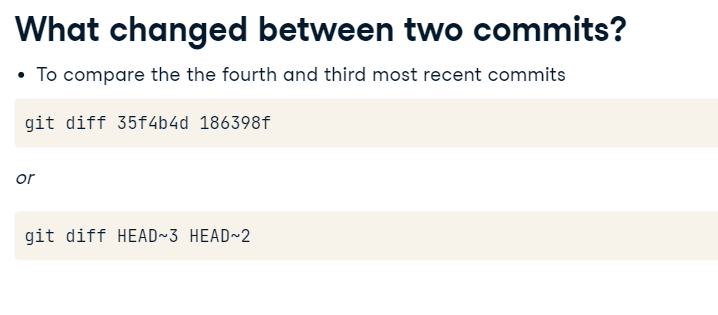 What changed between two commits?
• To compare the the fourth and third most recent commits
git diff 35f4b4d 186398f
or
git diff HEAD~3 HEAD~2